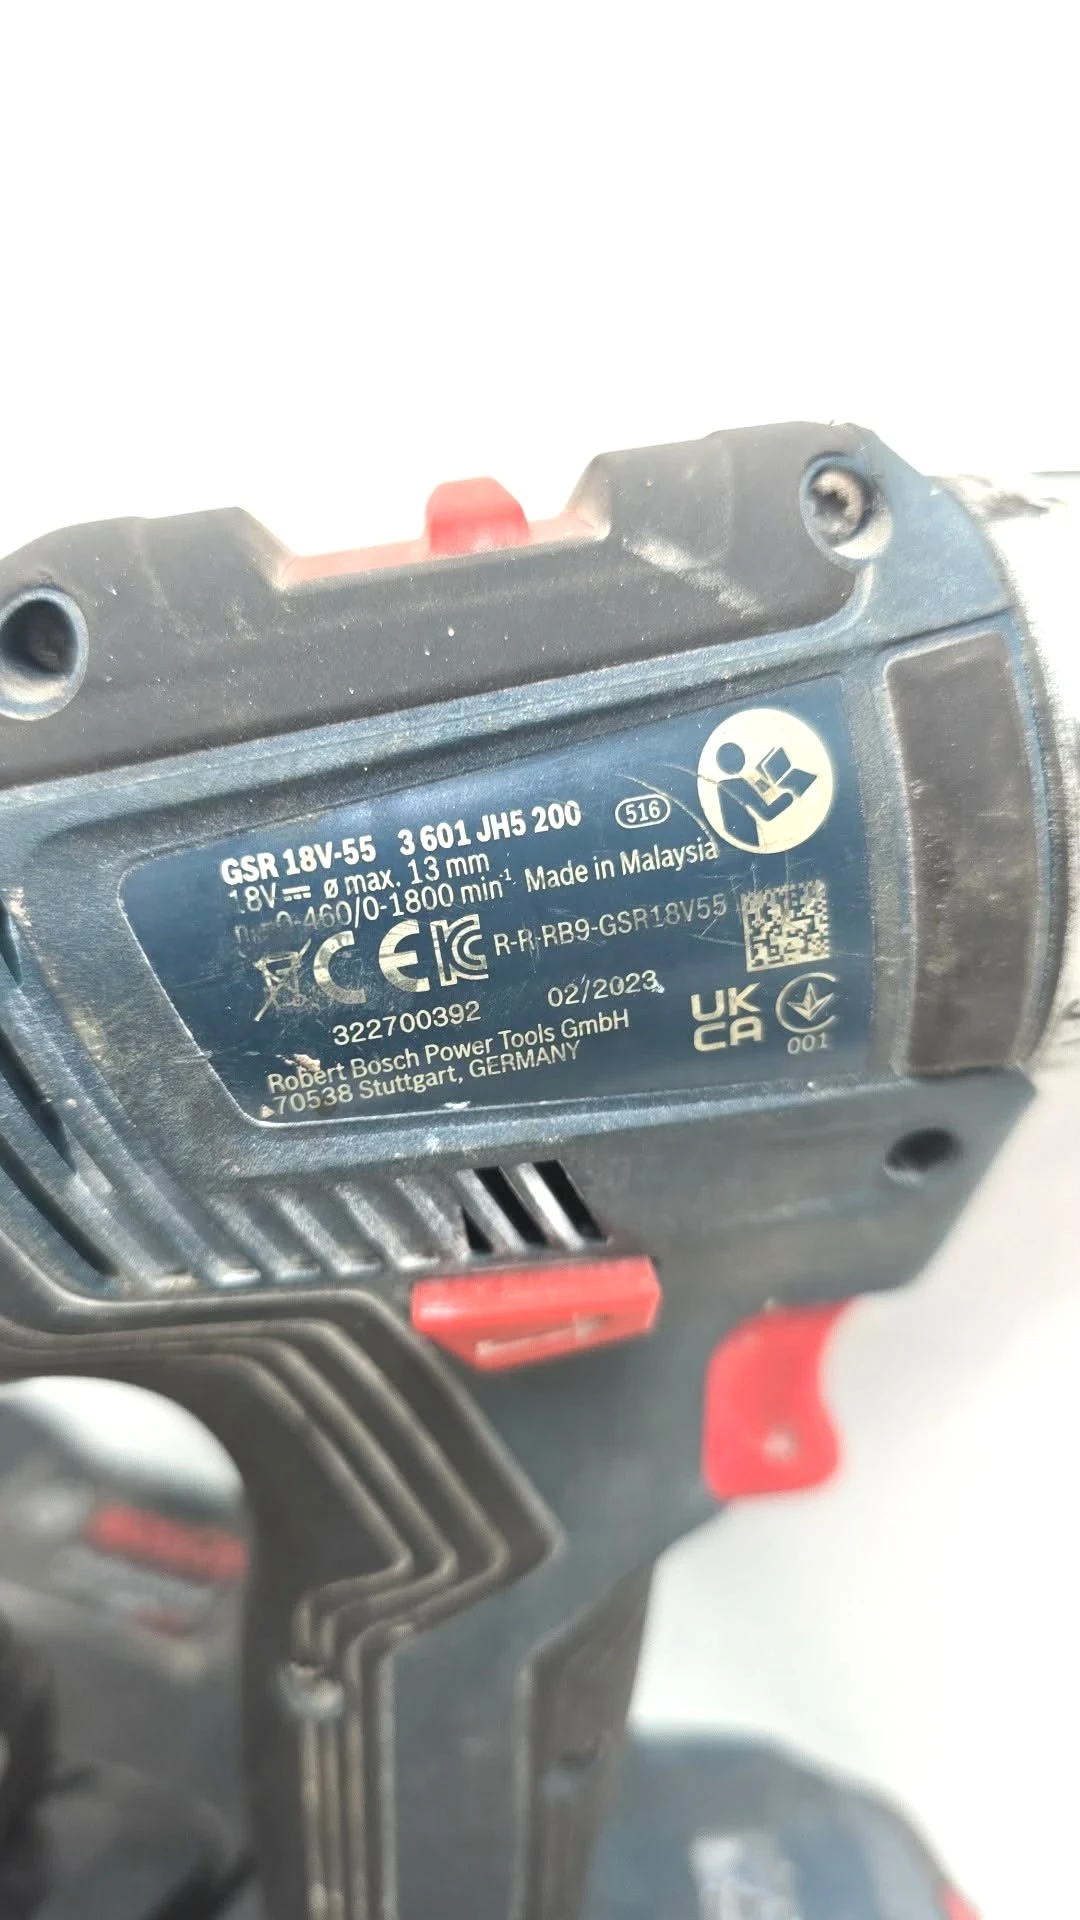 GSR 18V-55 3 601 JH5 200 516
18V ⎓ ø max. 13 mm
0-460/0-1800 min⁻¹ Made in Malaysia
CE R-R-RB9-GSR18V55
322700392 02/2023
Robert Bosch Power Tools GmbH
70538 Stuttgart, GERMANY
UK
CA
001